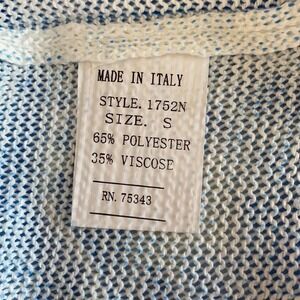 MADE IN ITALY
STYLE. 1752N
SIZE. S
65% POLYESTER
35% VISCOSE
RN. 75343